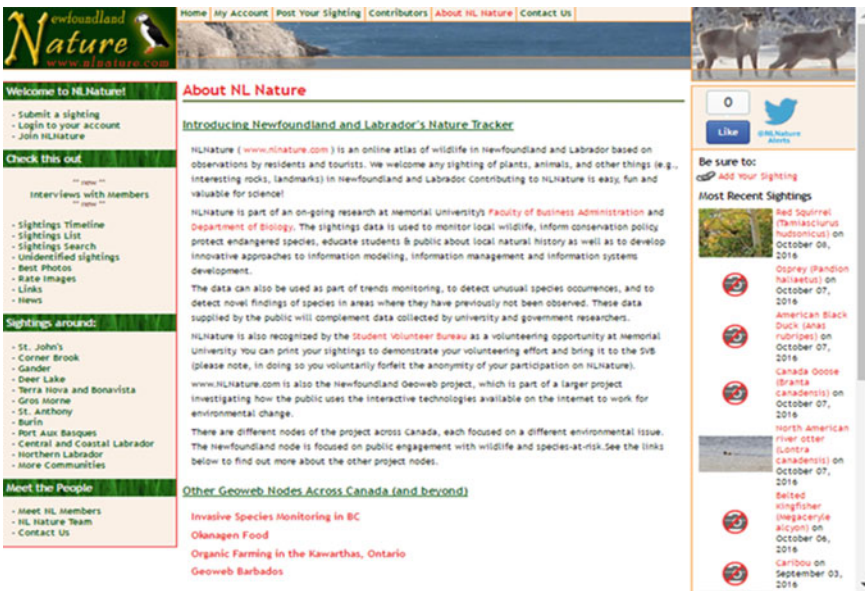 Newfoundland
Nature
www.nlnature.com
Home | My Account | Post Your Sighting | Contributors | About NL Nature | Contact Us
Welcome to NLNature!
- Submit a sighting
- Login to your account
- Join NLNature
Check this out
** new **
Interviews with Members
** new **
- Sightings Timeline
- Sightings List
- Sightings Search
- Unidentified sightings
- Best Photos
- Rate Images
- Links
- News
Sightings around:
- St. John's
- Corner Brook
- Gander
- Deer Lake
- Terra Nova and Bonavista
- Gros Morne
- St. Anthony
- Burin
- Port Aux Basques
- Central and Coastal Labrador
- Northern Labrador
- More Communities
Meet the People
- Meet NL Members
- NL Nature Team
- Contact Us
About NL Nature
Introducing Newfoundland and Labrador's Nature Tracker
NLNature ( www.nlnature.com ) is an online atlas of wildlife in Newfoundland and Labrador based on
observations by residents and tourists. We welcome any sighting of plants, animals, and other things (e.g.,
interesting rocks, landmarks) in Newfoundland and Labrador Contributing to NLNature is easy, fun and
valuable for science!
NLNature is part of an on-going research at Memorial University's Faculty of Business Administration and
Department of Biology. The sightings data is used to monitor local wildlife, inform conservation policy,
protect endangered species, educate students & public about local natural history as well as to develop
innovative approaches to information modeling, information management and information systems
development.
The data can also be used as part of trends monitoring, to detect unusual species occurrences, and to
detect novel findings of species in areas where they have previously not been observed. These data
supplied by the public will complement data collected by university and government researchers.
NLNature is also recognized by the Student Volunteer Bureau as a volunteering opportunity at Memorial
University. You can print your sightings to demonstrate your volunteering effort and bring it to the SVB
(please note, in doing so you voluntarily forfeit the anonymity of your participation on NLNature).
www.NLNature.com is also the Newfoundland Geoweb project, which is part of a larger project
investigating how the public uses the interactive technologies available on the internet to work for
environmental change.
There are different nodes of the project across Canada, each focused on a different environmental issue.
The Newfoundland node is focused on public engagement with wildlife and species-at-risk.See the links
below to find out more about the other project nodes.
Other Geoweb Nodes Across Canada (and beyond)
Invasive Species Monitoring in BC
Okanagen Food
Organic Farming in the Kawarthas, Ontario
Geoweb Barbados
0
Like
@NLNature
Alerts
Be sure to:
Add Your Sighting
Most Recent Sightings
Red Squirrel
(Tamiasciurus
hudsonicus) on
October 08,
2016
Osprey (Pandion
haliaetus) on
October 07,
2016
American Black
Duck (Anas
rubripes) on
October 07,
2016
Canada Goose
(Branta
canadensis) on
October 07,
2016
North American
river otter
(Lontra
canadensis) on
October 07,
2016
Belted
Kingfisher
(Megaceryle
alcyon) on
October 06,
2016
Caribou on
September 03,
2016